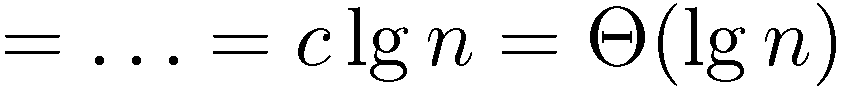 = ... = c lg n = Θ(lg n)